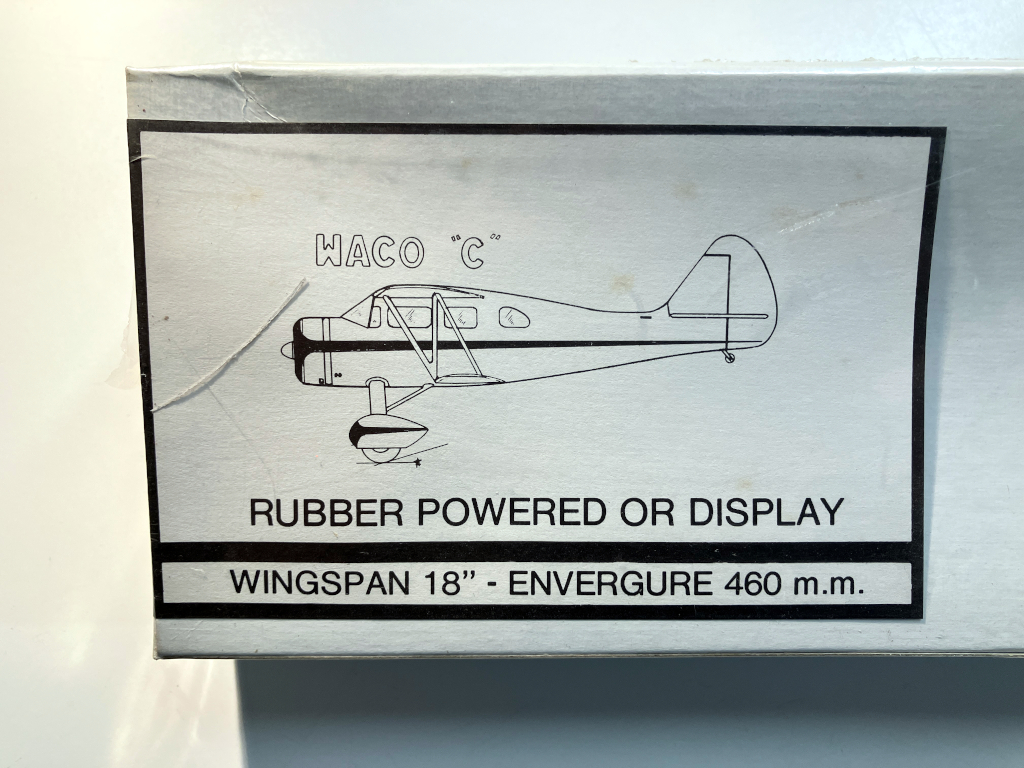 WACO "C"
RUBBER POWERED OR DISPLAY
WINGSPAN 18” - ENVERGURE 460 m.m.